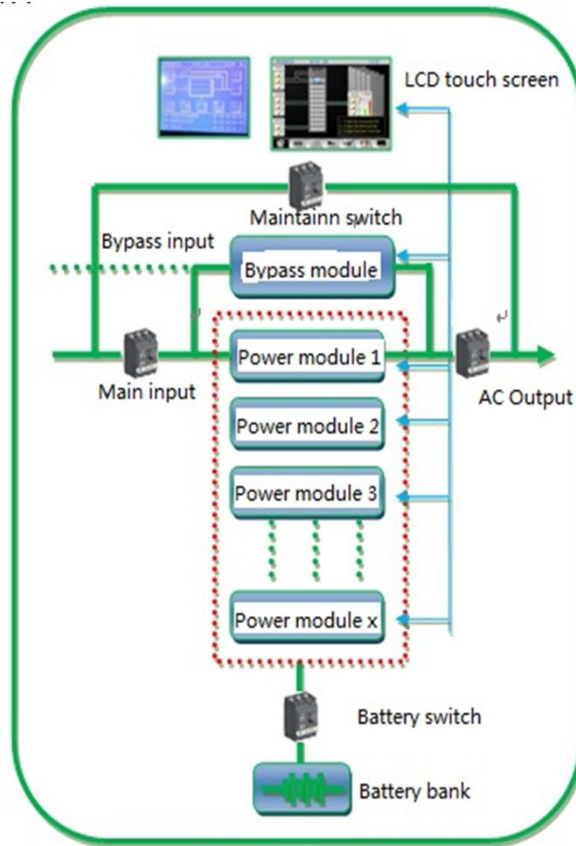 LCD touch screen
Maintainn switch
Bypass input
Bypass module
Power module 1
Main input
AC Output
Power module 2
Power module 3
Power module x
Battery switch
Battery bank